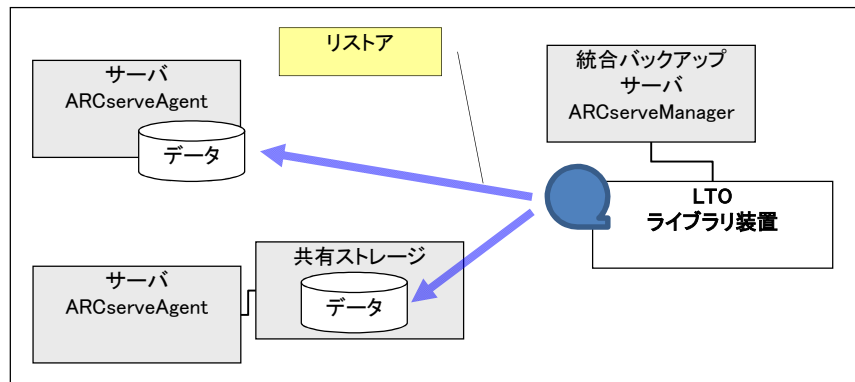 リストア
サーバ
ARCserveAgent
データ
統合バックアップ
サーバ
ARCserveManager
LTO
ライブラリ装置
サーバ
ARCserveAgent
共有ストレージ
データ